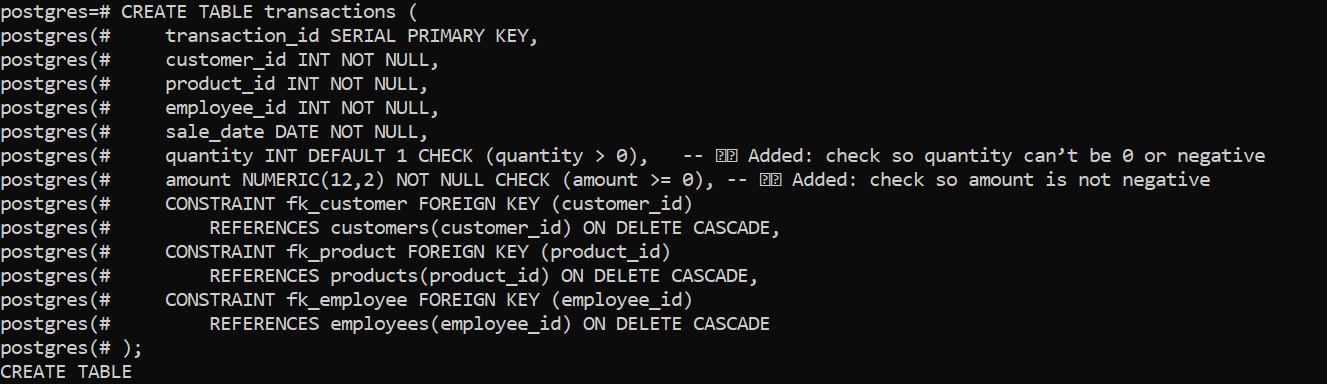 postgres=# CREATE TABLE transactions (
postgres(#     transaction_id SERIAL PRIMARY KEY,
postgres(#     customer_id INT NOT NULL,
postgres(#     product_id INT NOT NULL,
postgres(#     employee_id INT NOT NULL,
postgres(#     sale_date DATE NOT NULL,
postgres(#     quantity INT DEFAULT 1 CHECK (quantity > 0),   -- Added: check so quantity can’t be 0 or negative
postgres(#     amount NUMERIC(12,2) NOT NULL CHECK (amount >= 0), -- Added: check so amount is not negative
postgres(#     CONSTRAINT fk_customer FOREIGN KEY (customer_id)
postgres(#         REFERENCES customers(customer_id) ON DELETE CASCADE,
postgres(#     CONSTRAINT fk_product FOREIGN KEY (product_id)
postgres(#         REFERENCES products(product_id) ON DELETE CASCADE,
postgres(#     CONSTRAINT fk_employee FOREIGN KEY (employee_id)
postgres(#         REFERENCES employees(employee_id) ON DELETE CASCADE
postgres(# );
CREATE TABLE